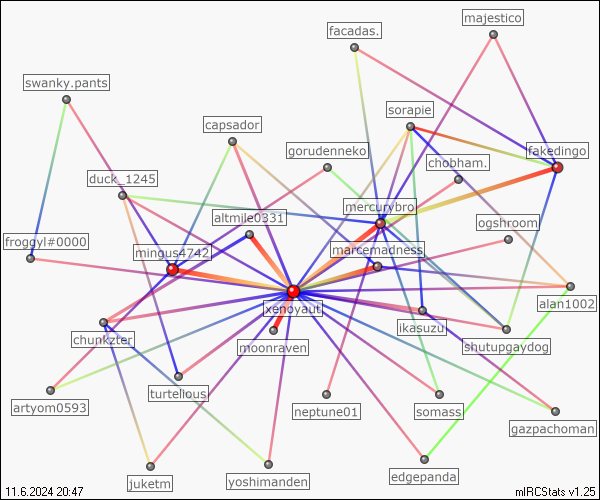 majestico
facadas.
swanky.pants
sorapie
capsador
gorudenneko
fakedingo
chobham.
duck_1245
mercurybro
altmile0331
ogshroom
froggyl#0000
mingus4742
marcemadness
xenoyaut
alan1002
ikasuzu
chunkzter
moonraven
shutupgaydog
turtelious
artyom0593
neptune01
somass
gazpachoman
juketm
yoshimanden
edgepanda
11.6.2024 20:47
mIRCStats v1.25